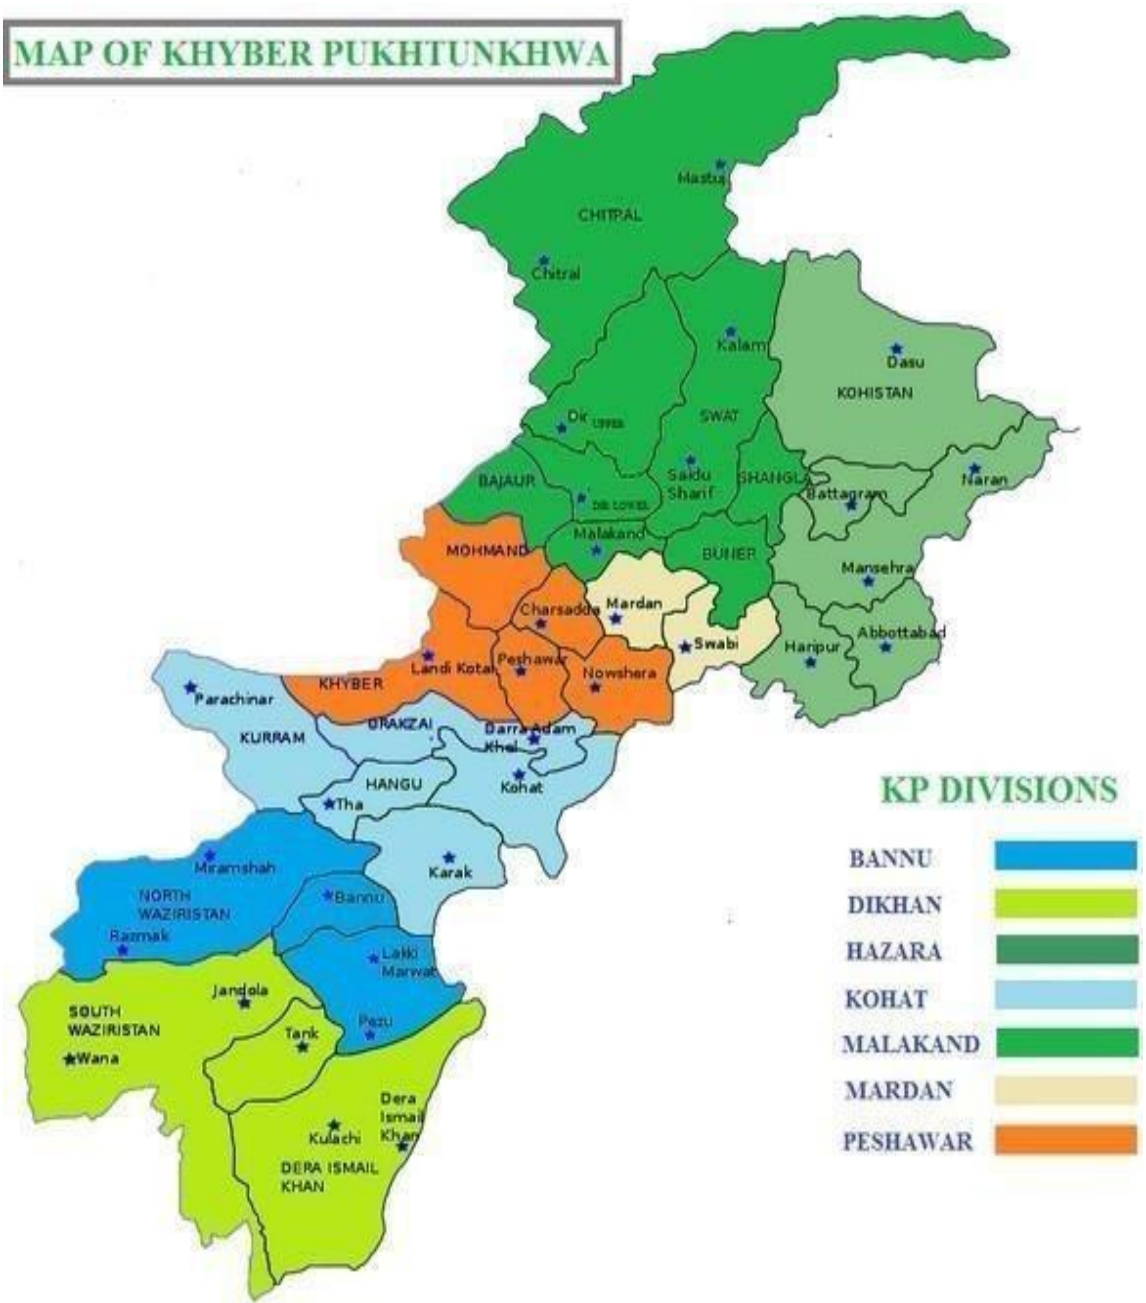 MAP OF KHYBER PUKHTUNKHWA
Mastuj
CHITRAL
Chitral
Kalam
Dasu
KOHISTAN
Dir UPPER
SWAT
BAJAUR
Saidu
Sharif
SHANGLA
Naran
Battagram
DIR LOWER
Malakand
BUNER
MOHMAND
Mansehra
Charsadda
Mardan
Swabi
Haripur
Abbottabad
Landi Kotal
Peshawar
Nowshera
KHYBER
Parachinar
KURRAM
ORAKZAI
Darra Adam
Khel
HANGU
Kohat
Tha
Karak
Miramshah
NORTH
WAZIRISTAN
Bannu
Razmak
Lakki
Marwat
Jandola
SOUTH
WAZIRISTAN
Pezu
Tank
Wana
Dera
Ismail
Khan
Kulachi
DERA ISMAIL
KHAN
KP DIVISIONS
BANNU
DIKHAN
HAZARA
KOHAT
MALAKAND
MARDAN
PESHAWAR